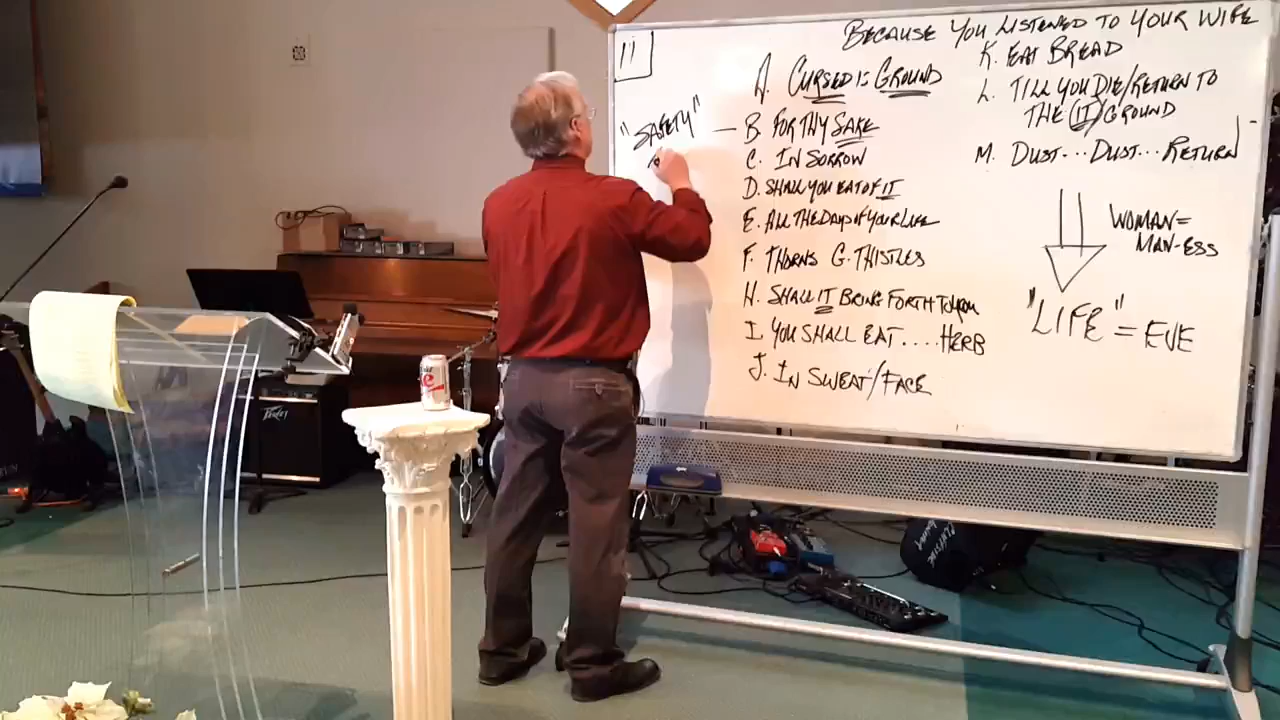 BECAUSE YOU LISTENED TO YOUR WIFE
11
A. CURSED IS GROUND
"SAFETY" — B FOR THY SAKE
C. IN SORROW
D. SHALL YOU EAT OF IT
E. ALL THE DAYS OF YOUR LIFE
F. THORNS G. THISTLES
H. SHALL IT BRING FORTH TO YOU
I. YOU SHALL EAT .... HERB
J. IN SWEAT/FACE
K. EAT BREAD
L. TILL YOU DIE/RETURN TO
THE (IT)/GROUND
M. DUST... DUST... RETURN
WOMAN=
MAN-ESS
"LIFE" = EVE
Peavey